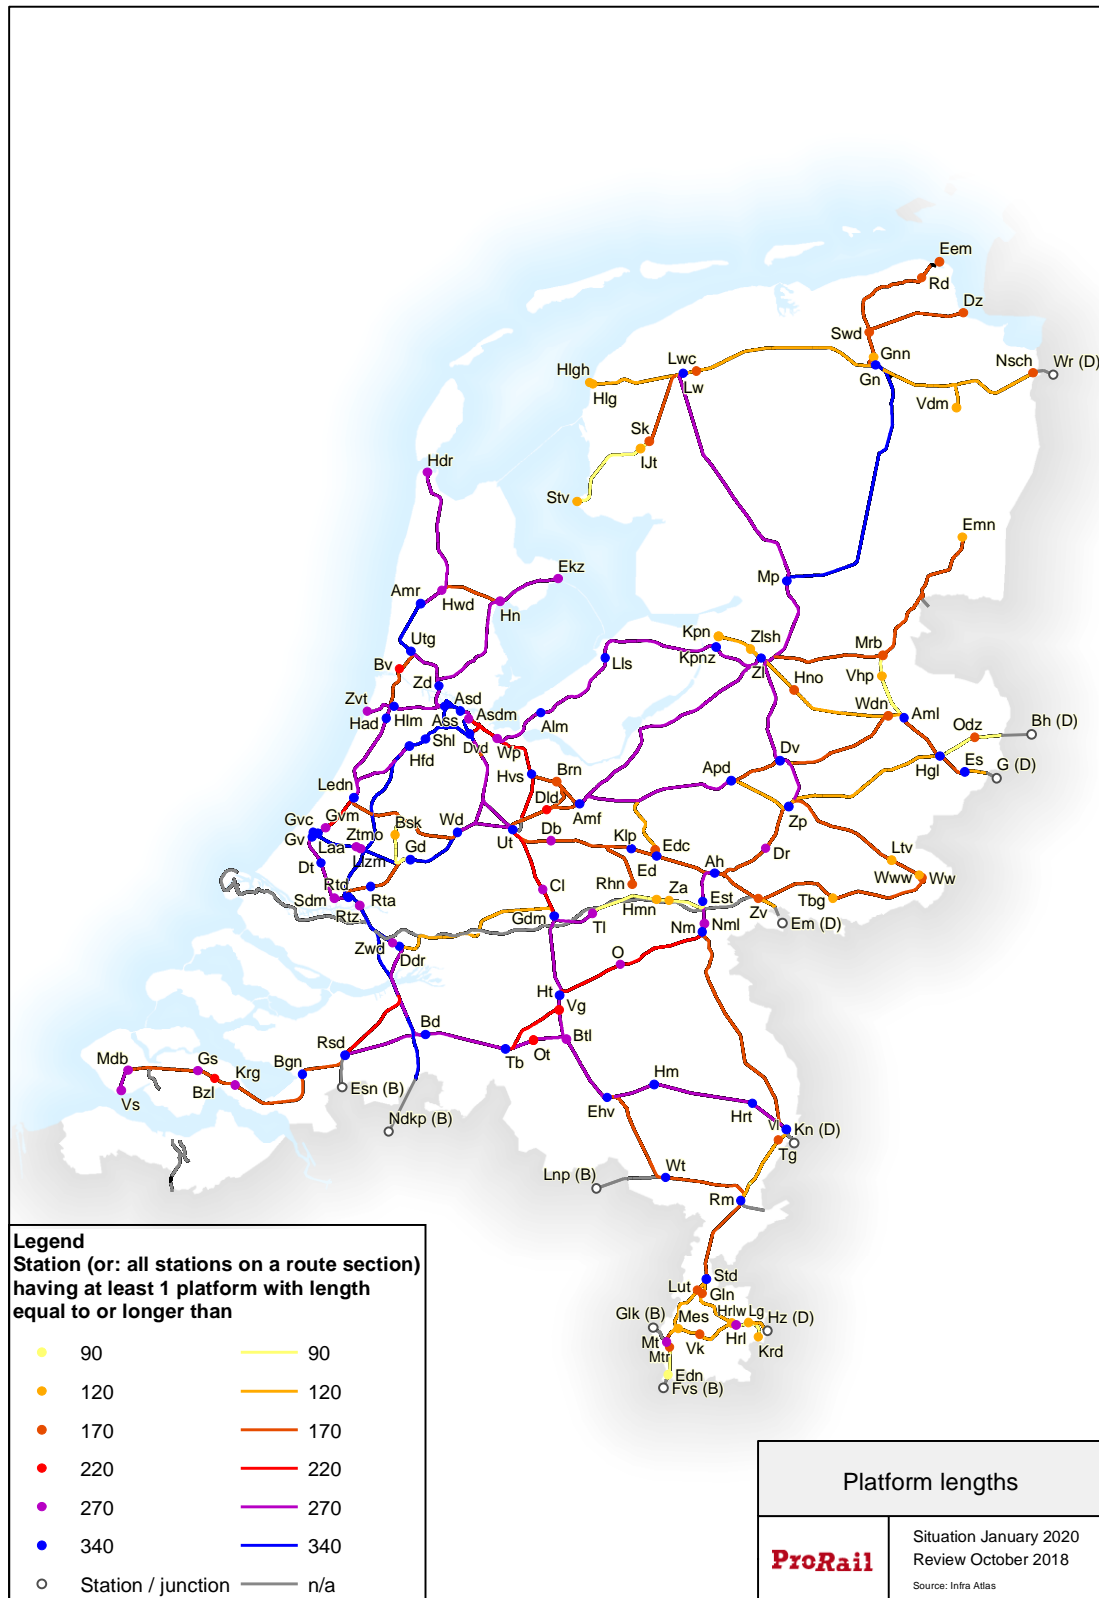 Eem
Rd
Dz
Swd
Gnn
Gn
Nsch
Wr (D)
Vdm
Lwc
Lw
Hlgh
Hlg
Sk
IJt
Stv
Hdr
Emn
Ekz
Mp
Amr
Hwd
Hn
Utg
Bv
Kpn
Zlsh
Kpnz
Zl
Mrb
Vhp
Lls
Hno
Zd
Zvt
Had
Hlm
Asd
Ass
Asdm
Wdn
Aml
Alm
Odz
Bh (D)
Shl
Dvd
Wp
Hfd
Hvs
Brn
Dv
Apd
Hgl
Es
G (D)
Ledn
Dld
Amf
Zp
Gvc
Gvm
Gv
Bsk
Wd
Ut
Db
Laa
Ztmo
Llzm
Gd
Klp
Edc
Ed
Dr
Ltv
Dt
Ah
Www
Ww
Rtd
Rta
Rhn
Cl
Za
Est
Tbg
Sdm
Rtz
Gdm
Hmn
Zv
Tl
Nml
Nm
Em (D)
Zwd
Ddr
O
Ht
Vg
Rsd
Bd
Tb
Ot
Btl
Mdb
Gs
Bgn
Krg
Bzl
Vs
Esn (B)
Hm
Ehv
Hrt
Ndkp (B)
Vl
Kn (D)
Tg
Lnp (B)
Wt
Rm
Std
Lut
Gln
Glk (B)
Mes
Hrlw
Lg
Hz (D)
Mt
Vk
Hrl
Krd
Mtr
Edn
Fvs (B)
Legend
Station (or: all stations on a route section)
having at least 1 platform with length
equal to or longer than
90 90
120 120
170 170
220 220
270 270
340 340
Station / junction n/a
Platform lengths
ProRail
Situation January 2020
Review October 2018
Source: Infra Atlas